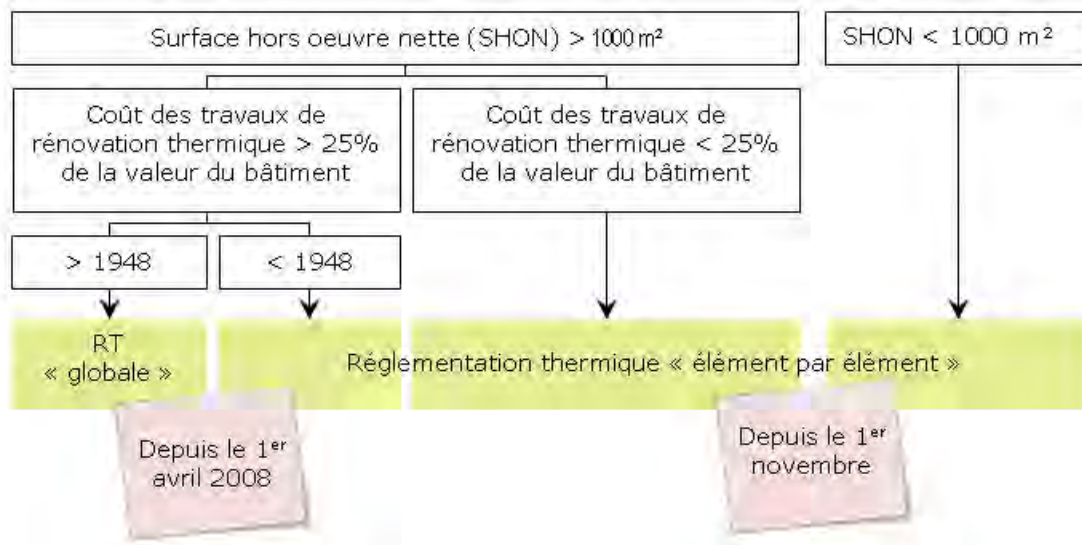 Surface hors oeuvre nette (SHON) > 1000 m²
SHON < 1000 m²
Coût des travaux de
rénovation thermique > 25%
de la valeur du bâtiment
Coût des travaux de
rénovation thermique < 25%
de la valeur du bâtiment
> 1948
< 1948
RT
« globale »
Réglementation thermique « élément par élément »
Depuis le 1er
avril 2008
Depuis le 1er
novembre